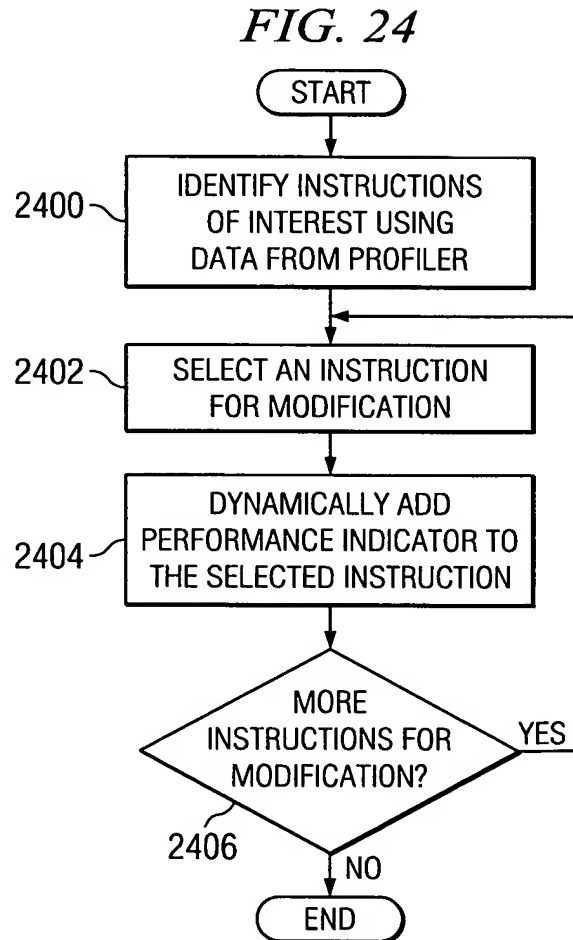 FIG. 24
START
2400
IDENTIFY INSTRUCTIONS
OF INTEREST USING
DATA FROM PROFILER
2402
SELECT AN INSTRUCTION
FOR MODIFICATION
2404
DYNAMICALLY ADD
PERFORMANCE INDICATOR TO
THE SELECTED INSTRUCTION
MORE
INSTRUCTIONS FOR
MODIFICATION?
YES
2406
NO
END